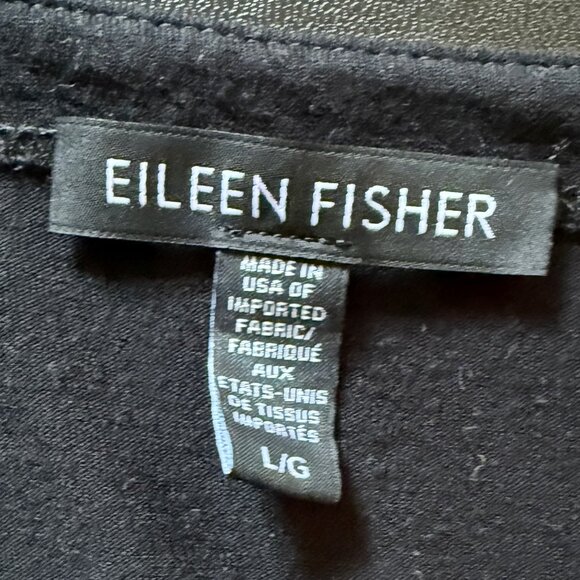 EILEEN FISHER
MADE IN
USA OF
IMPORTED
FABRIC/
FABRIQUÉ
AUX
ETATS-UNIS
DE TISSUS
IMPORTÉS
L/G